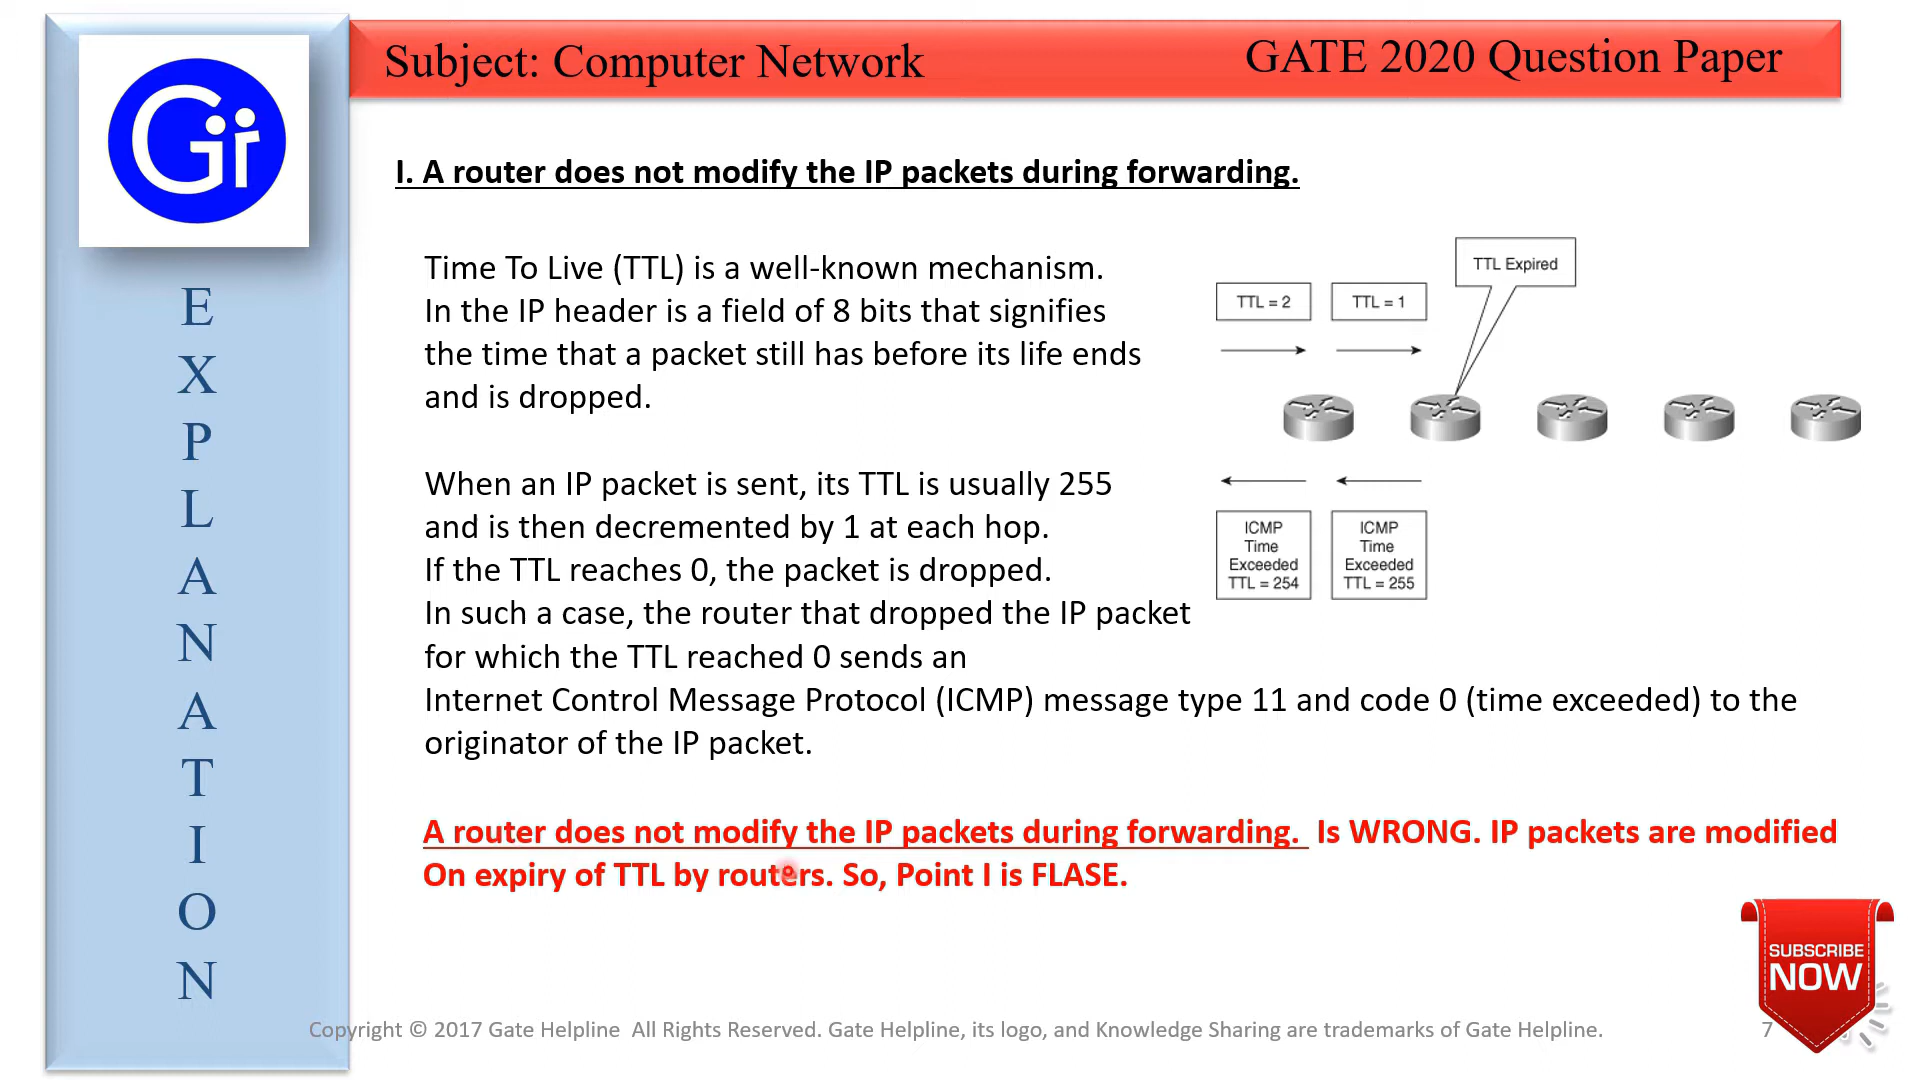 Gi
Subject: Computer Network
GATE 2020 Question Paper
EXPLANATION
I. A router does not modify the IP packets during forwarding.
Time To Live (TTL) is a well-known mechanism.
In the IP header is a field of 8 bits that signifies
the time that a packet still has before its life ends
and is dropped.
When an IP packet is sent, its TTL is usually 255
and is then decremented by 1 at each hop.
If the TTL reaches 0, the packet is dropped.
In such a case, the router that dropped the IP packet
for which the TTL reached 0 sends an
Internet Control Message Protocol (ICMP) message type 11 and code 0 (time exceeded) to the
originator of the IP packet.
TTL Expired
TTL = 2
TTL = 1
ICMP
Time
Exceeded
TTL = 254
ICMP
Time
Exceeded
TTL = 255
A router does not modify the IP packets during forwarding. Is WRONG. IP packets are modified
On expiry of TTL by routers. So, Point I is FLASE.
SUBSCRIBE
NOW
Copyright © 2017 Gate Helpline All Rights Reserved. Gate Helpline, its logo, and Knowledge Sharing are trademarks of Gate Helpline.
7